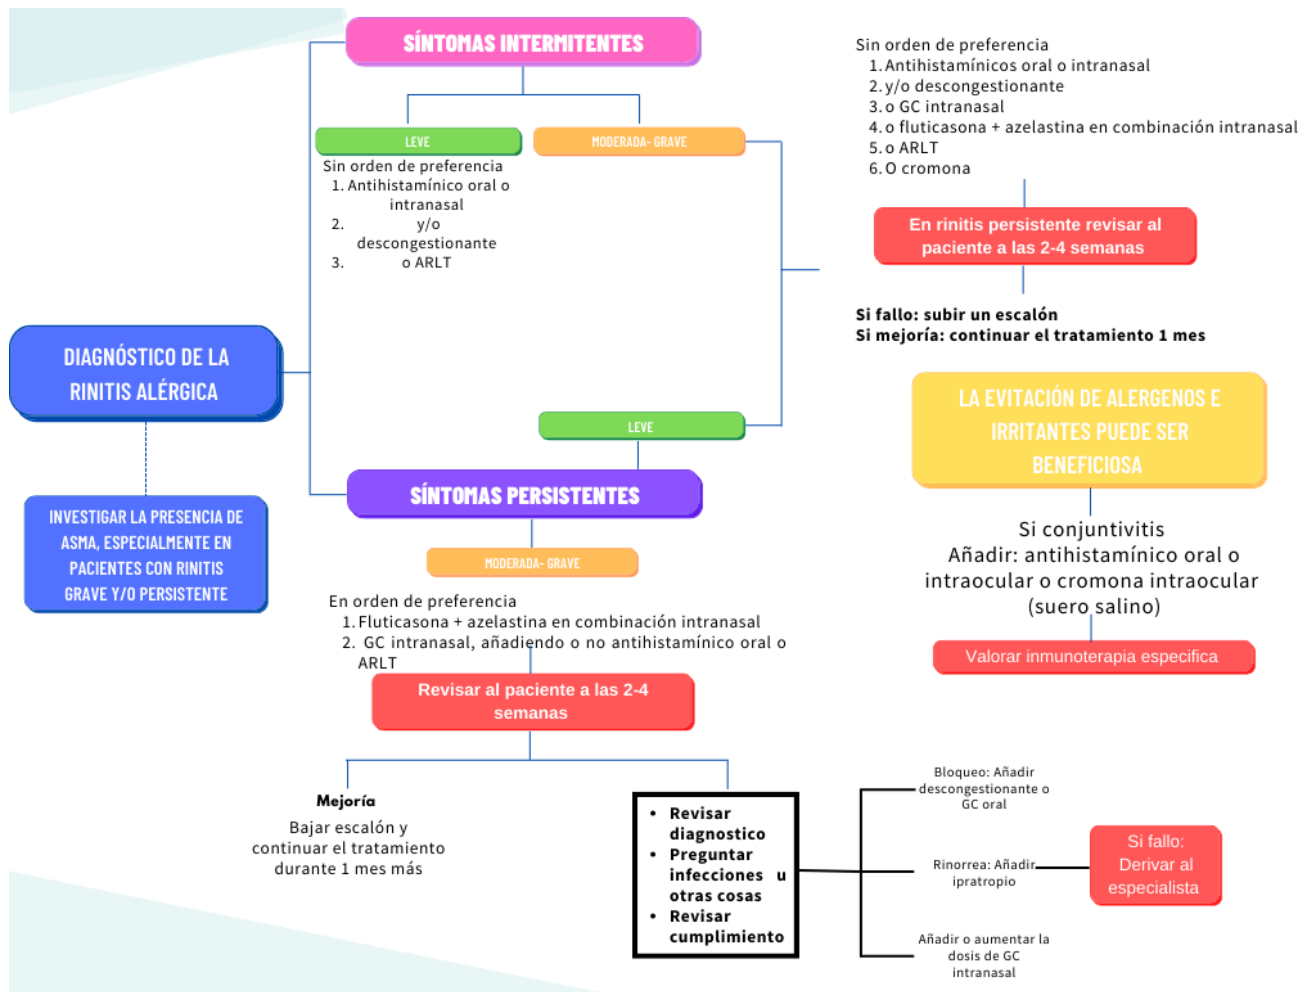 SÍNTOMAS INTERMITENTES
LEVE
Sin orden de preferencia
1. Antihistamínico oral o
intranasal
2. y/o
descongestionante
3. o ARLT
MODERADA- GRAVE
Sin orden de preferencia
1. Antihistamínicos oral o intranasal
2. y/o descongestionante
3. o GC intranasal
4. o fluticasona + azelastina en combinación intranasal
5. o ARLT
6. O cromona
En rinitis persistente revisar al
paciente a las 2-4 semanas
Si fallo: subir un escalón
Si mejoría: continuar el tratamiento 1 mes
DIAGNÓSTICO DE LA
RINITIS ALÉRGICA
INVESTIGAR LA PRESENCIA DE
ASMA, ESPECIALMENTE EN
PACIENTES CON RINITIS
GRAVE Y/O PERSISTENTE
LEVE
SÍNTOMAS PERSISTENTES
MODERADA- GRAVE
En orden de preferencia
1. Fluticasona + azelastina en combinación intranasal
2. GC intranasal, añadiendo o no antihistamínico oral o
ARLT
Revisar al paciente a las 2-4
semanas
Mejoría
Bajar escalón y
continuar el tratamiento
durante 1 mes más
• Revisar
diagnostico
• Preguntar
infecciones u
otras cosas
• Revisar
cumplimiento
Bloqueo: Añadir
descongestionante o
GC oral
Rinorrea: Añadir
ipratropio
Añadir o aumentar la
dosis de GC
intranasal
Si fallo:
Derivar al
especialista
LA EVITACIÓN DE ALERGENOS E
IRRITANTES PUEDE SER
BENEFICIOSA
Si conjuntivitis
Añadir: antihistamínico oral o
intraocular o cromona intraocular
(suero salino)
Valorar inmunoterapia especifica